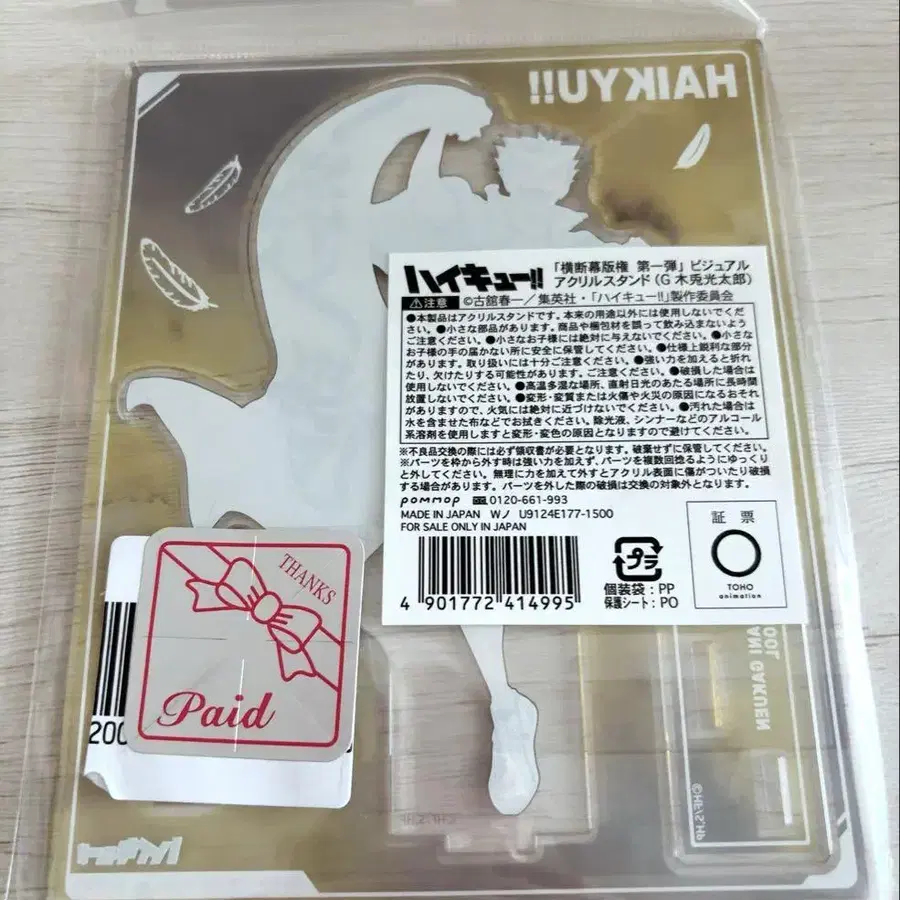 HAIKYU!!
ハイキュー!!
「横断幕版権 第一弾」ビジュアル
アクリルスタンド(G 木兎光太郎)
⚠注意 ©古舘春一/集英社・「ハイキュー!!」製作委員会
●本製品はアクリルスタンドです。本来の用途以外には使用しないでくだ
さい。●小さな部品があります。商品や梱包材を誤って飲み込まないよう
ご注意ください。●小さなお子様には絶対に与えないでください。●小さな
お子様の手の届かない所に安全に保管してください。●仕様上鋭利な部分
があります。取り扱いには十分ご注意ください。●強い力を加えると折れ
たり、欠けたりする可能性があります。ご注意ください。●破損した場合は
使用しないでください。●高温多湿な場所、直射日光のあたる場所に長時間
放置しないでください。●変形・変質または火傷や火災の原因になるおそれ
がありますので、火気には絶対に近づけないでください。●汚れた場合は
水を含ませた布などでお拭きください。除光液、シンナーなどのアルコール
系溶剤を使用しますと変形・変色の原因となりますので避けてください。
※不良品交換の際には必ず領収書が必要となります。破棄せずに保管してください。
※パーツを枠から外す時は強い力を加えず、パーツを複数回捻るようにゆっくり
と外してください。無理に力を加えて外すとアクリル表面に傷がついたり破損
する場合があります。パーツを外した際の破損は交換の対象外となります。
pommop 0120-661-993
MADE IN JAPAN WJ U9124E177-1500
FOR SALE ONLY IN JAPAN
4 901772 414995
プラ
個装袋:PP
保護シート:PO
証票
TOHO
animation
THANKS
Paid
200
OOL
ANI GAKUEN
ハイキュー!!